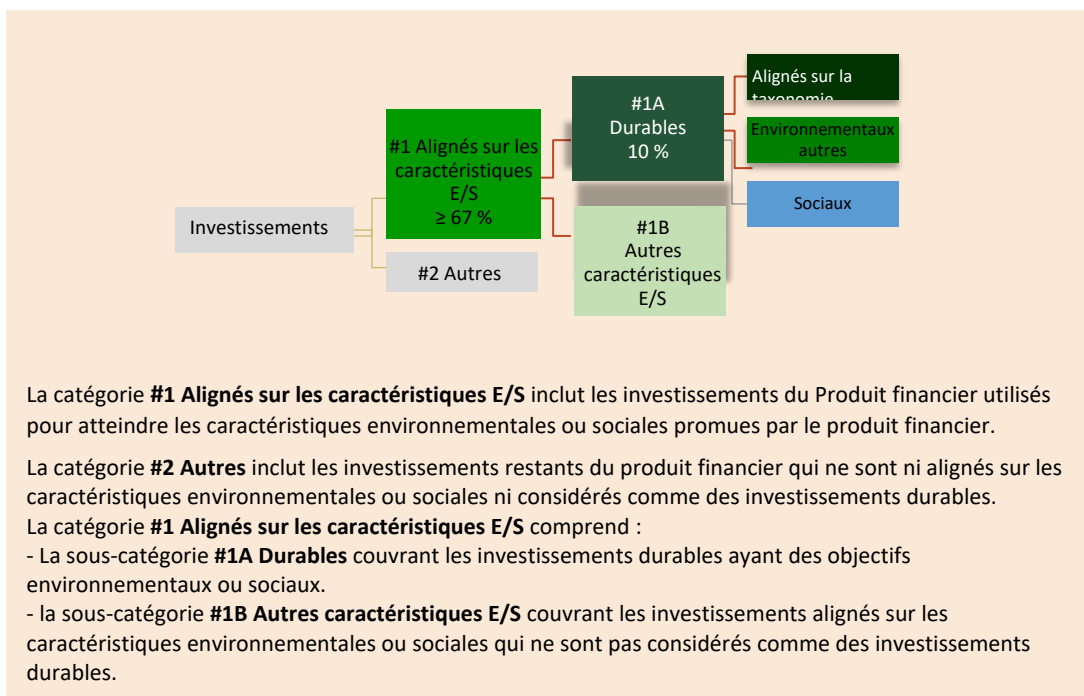 Alignés sur la
taxonomie
#1A
Durables
10 %
Environnementaux
autres
#1 Alignés sur les
caractéristiques
E/S
≥ 67 %
Sociaux
Investissements
#1B
Autres
caractéristiques
E/S
#2 Autres
La catégorie #1 Alignés sur les caractéristiques E/S inclut les investissements du Produit financier utilisés
pour atteindre les caractéristiques environnementales ou sociales promues par le produit financier.
La catégorie #2 Autres inclut les investissements restants du produit financier qui ne sont ni alignés sur les
caractéristiques environnementales ou sociales ni considérés comme des investissements durables.
La catégorie #1 Alignés sur les caractéristiques E/S comprend :
- La sous-catégorie #1A Durables couvrant les investissements durables ayant des objectifs
environnementaux ou sociaux.
- la sous-catégorie #1B Autres caractéristiques E/S couvrant les investissements alignés sur les
caractéristiques environnementales ou sociales qui ne sont pas considérés comme des investissements
durables.